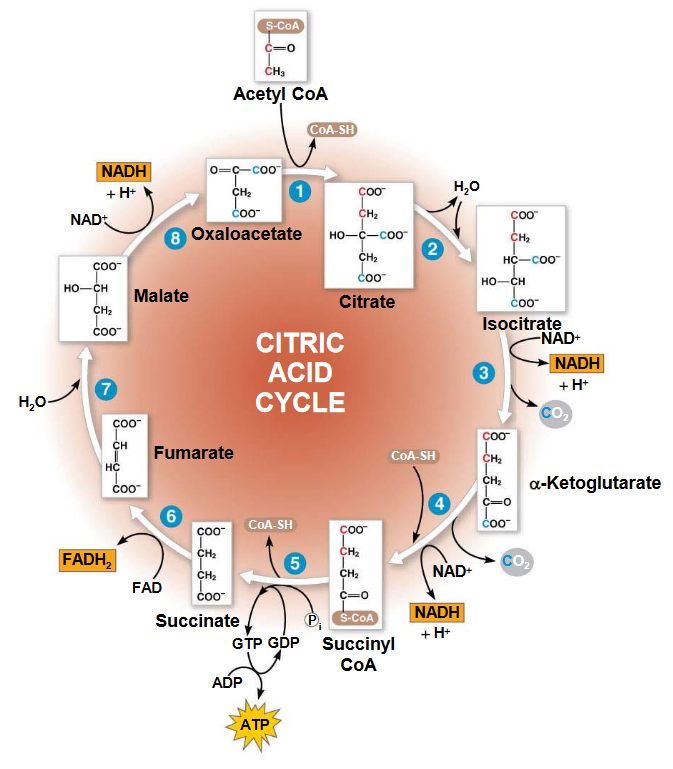 S-CoA
C=O
CH₃
Acetyl CoA
CoA-SH
O=C–COO⁻
CH₂
COO⁻
Oxaloacetate
1
COO⁻
CH₂
HO–C–COO⁻
CH₂
COO⁻
Citrate
H₂O
2
COO⁻
CH₂
HC–COO⁻
HO–CH
COO⁻
Isocitrate
NAD⁺
NADH
+ H⁺
3
CO₂
COO⁻
CH₂
CH₂
C=O
COO⁻
α-Ketoglutarate
CoA-SH
4
CO₂
NAD⁺
NADH
+ H⁺
COO⁻
CH₂
CH₂
C=O
S-CoA
Succinyl
CoA
5
CoA-SH
Pᵢ
GTP GDP
ADP
ATP
COO⁻
CH₂
CH₂
COO⁻
Succinate
6
FAD
FADH₂
COO⁻
CH
HC
COO⁻
Fumarate
7
H₂O
COO⁻
HO–CH
CH₂
COO⁻
Malate
8
NAD⁺
NADH
+ H⁺
CITRIC
ACID
CYCLE